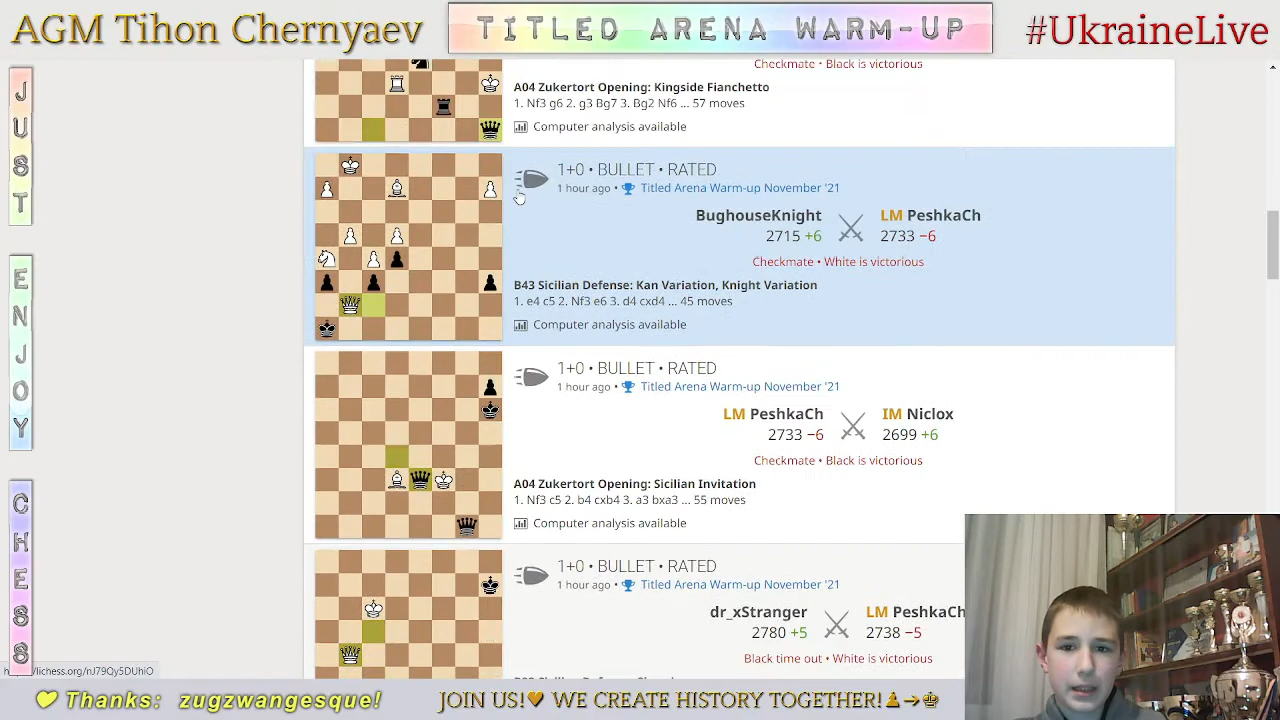 AGM Tihon Chernyaev
TITLED ARENA WARM-UP
#UkraineLive
JUST
ENJOY
CHESS
Checkmate • Black is victorious
A04 Zukertort Opening: Kingside Fianchetto
1. Nf3 g6 2. g3 Bg7 3. Bg2 Nf6 ... 57 moves
Computer analysis available
1+0 • BULLET • RATED
1 hour ago • Titled Arena Warm-up November '21
BughouseKnight LM PeshkaCh
2715 +6 2733 −6
Checkmate • White is victorious
B43 Sicilian Defense: Kan Variation, Knight Variation
1. e4 c5 2. Nf3 e6 3. d4 cxd4 ... 45 moves
Computer analysis available
1+0 • BULLET • RATED
1 hour ago • Titled Arena Warm-up November '21
LM PeshkaCh IM Niclox
2733 −6 2699 +6
Checkmate • Black is victorious
A04 Zukertort Opening: Sicilian Invitation
1. Nf3 c5 2. b4 cxb4 3. a3 bxa3 ... 55 moves
Computer analysis available
1+0 • BULLET • RATED
1 hour ago • Titled Arena Warm-up November '21
dr_xStranger LM PeshkaCh
2780 +5 2738 −5
Black time out • White is victorious
lichess.org/nJ79Qy5DUhiO
Thanks: zugzwangesque!
JOIN US! WE CREATE HISTORY TOGETHER!